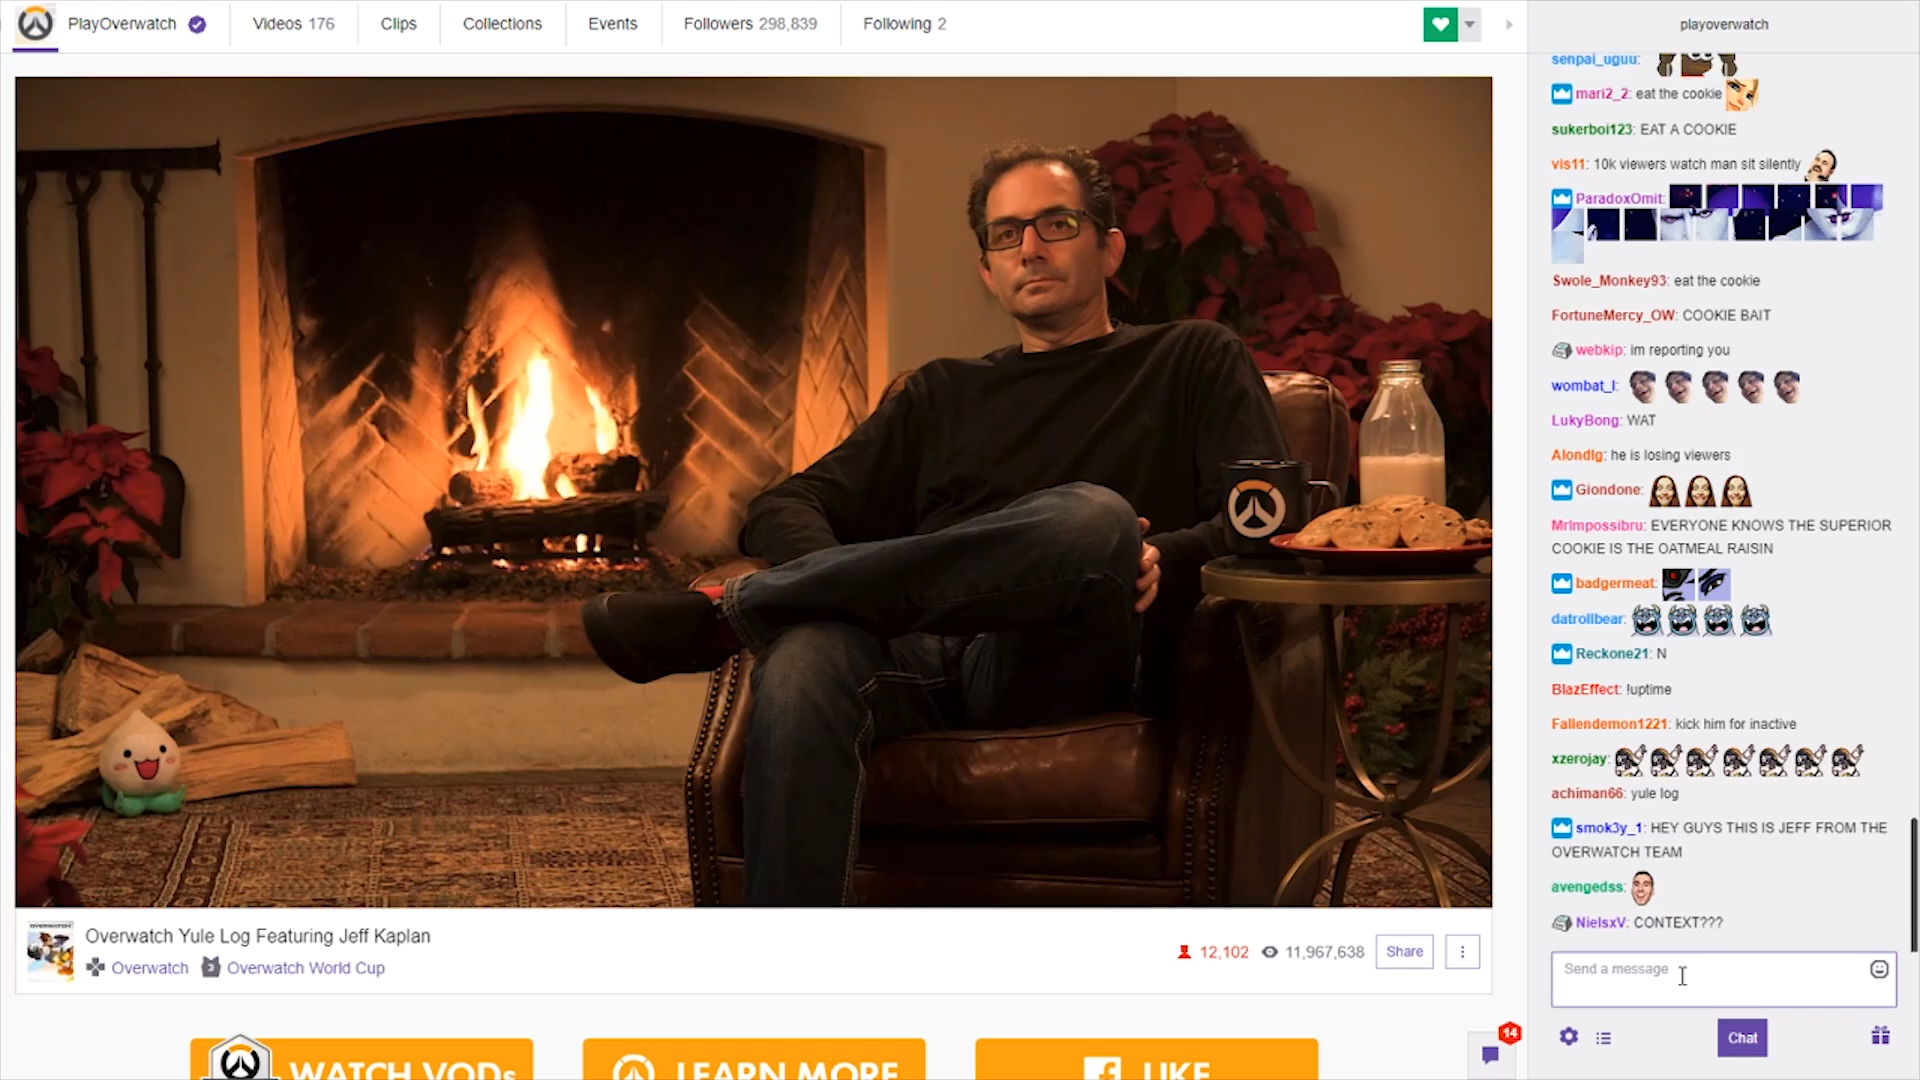 PlayOverwatch
Videos 176
Clips
Collections
Events
Followers 298,839
Following 2
playoverwatch
senpai_uguu:
mari2_2: eat the cookie
sukerboi123: EAT A COOKIE
vis11: 10k viewers watch man sit silently
ParadoxOmit:
Swole_Monkey93: eat the cookie
FortuneMercy_OW: COOKIE BAIT
webkip: im reporting you
wombat_l:
LukyBong: WAT
Alondlg: he is losing viewers
Giondone:
MrImpossibru: EVERYONE KNOWS THE SUPERIOR
COOKIE IS THE OATMEAL RAISIN
badgermeat:
datrollbear:
Reckone21: N
BlazEffect: !uptime
Fallendemon1221: kick him for inactive
xzerojay:
achiman66: yule log
smok3y_1: HEY GUYS THIS IS JEFF FROM THE
OVERWATCH TEAM
avengedss:
NielsxV: CONTEXT???
Send a message
Chat
Overwatch Yule Log Featuring Jeff Kaplan
Overwatch
Overwatch World Cup
12,102
11,967,638
Share
14
WATCH VODs
LEARN MORE
LIKE